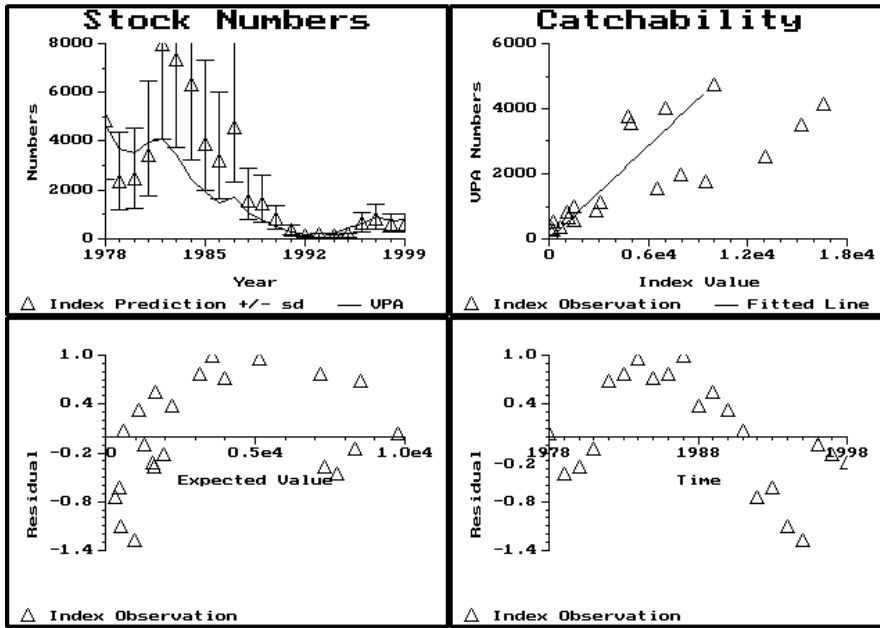 Stock Numbers
8000
6000
4000
2000
0
Numbers
1978 1985 1992 1999
Year
△ Index Prediction +/- sd — VPA
Catchability
6000
4000
2000
0
VPA Numbers
0 0.6e4 1.2e4 1.8e4
Index Value
△ Index Observation — Fitted Line
1.0
0.4
-0.2
-0.8
-1.4
Residual
0 0.5e4 1.0e4
Expected Value
△ Index Observation
1.0
0.4
-0.2
-0.8
-1.4
Residual
1978 1988 1998
Time
△ Index Observation